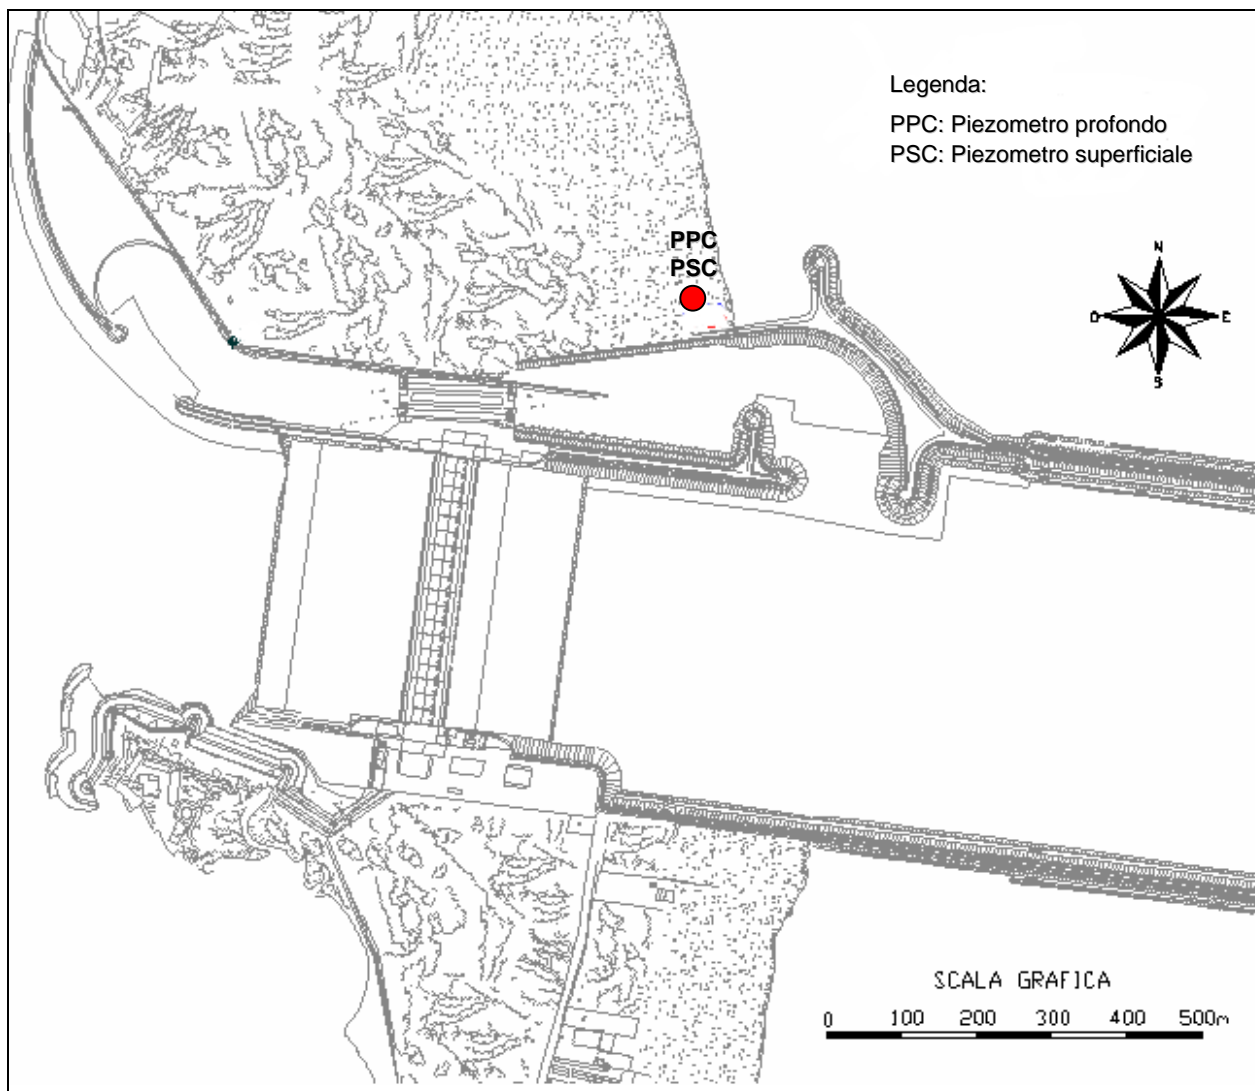 Legenda:
PPC: Piezometro profondo
PSC: Piezometro superficiale
PPC
PSC
N
O E
S
SCALA GRAFICA
0 100 200 300 400 500m